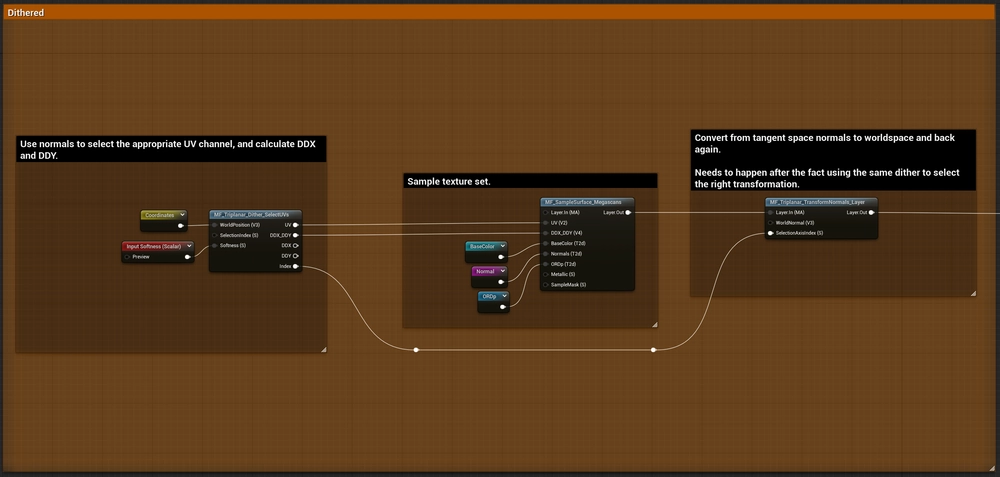 Dithered
Use normals to select the appropriate UV channel, and calculate DDX
and DDY.
Coordinates
Input Softness (Scalar)
Preview
MF_Triplanar_Dither_SelectUVs
WorldPosition (V3)
UV
SelectionIndex (S)
DDX_DDY
Softness (S)
DDX
DDY
Index
Sample texture set.
BaseColor
Normal
ORDp
MF_SampleSurface_Megascans
Layer.In (MA)
Layer.Out
UV (V2)
DDX_DDY (V4)
BaseColor (T2d)
Normals (T2d)
ORDp (T2d)
Metallic (S)
SampleMask (S)
Convert from tangent space normals to worldspace and back
again.
Needs to happen after the fact using the same dither to select
the right transformation.
MF_Triplanar_TransformNormals_Layer
Layer.In (MA)
Layer.Out
WorldNormal (V3)
SelectionAxisIndex (S)